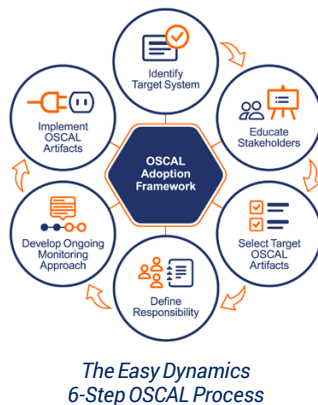 Identify
Target System
Educate
Stakeholders
Select Target
OSCAL
Artifacts
Define
Responsibility
Develop Ongoing
Monitoring
Approach
Implement
OSCAL
Artifacts
OSCAL
Adoption
Framework
The Easy Dynamics
6-Step OSCAL Process